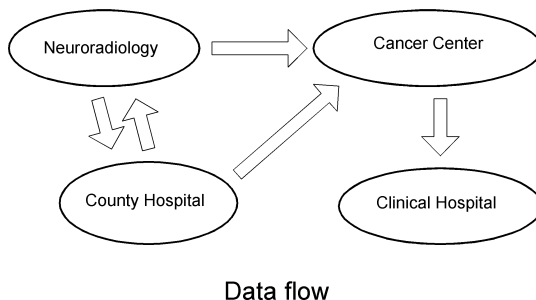 Neuroradiology
Cancer Center
County Hospital
Clinical Hospital
Data flow